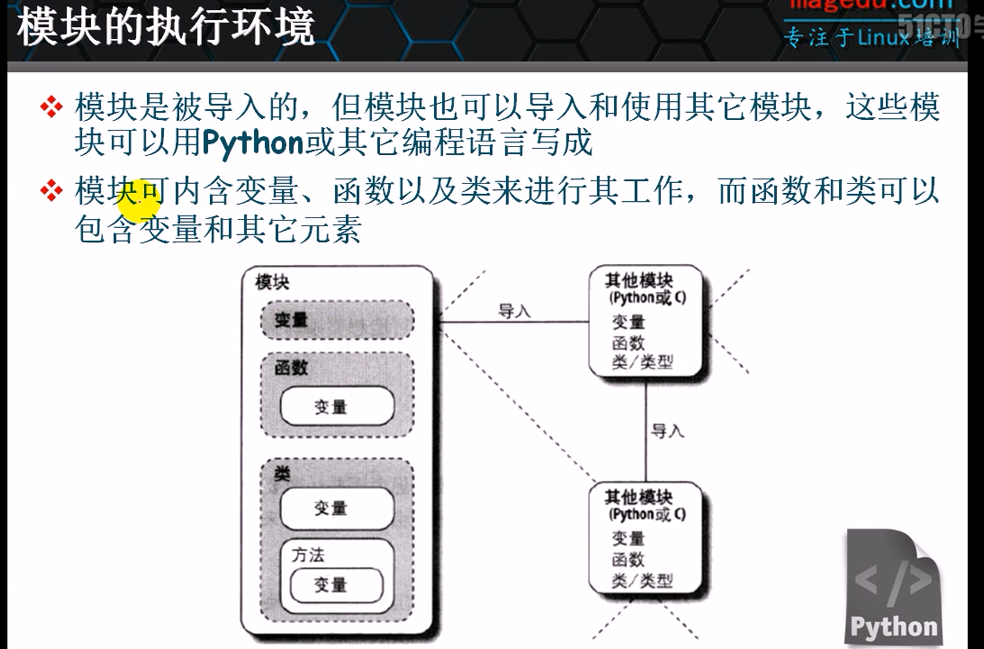 模块的执行环境
magedu.com
专注于Linux培训
51CTO学
模块是被导入的，但模块也可以导入和使用其它模块，这些模
块可以用Python或其它编程语言写成
模块可内含变量、函数以及类来进行其工作，而函数和类可以
包含变量和其它元素
模块
变量
函数
变量
类
变量
方法
变量
导入
其他模块
(Python或C)
变量
函数
类/类型
导入
其他模块
(Python或C)
变量
函数
类/类型
</>
Python